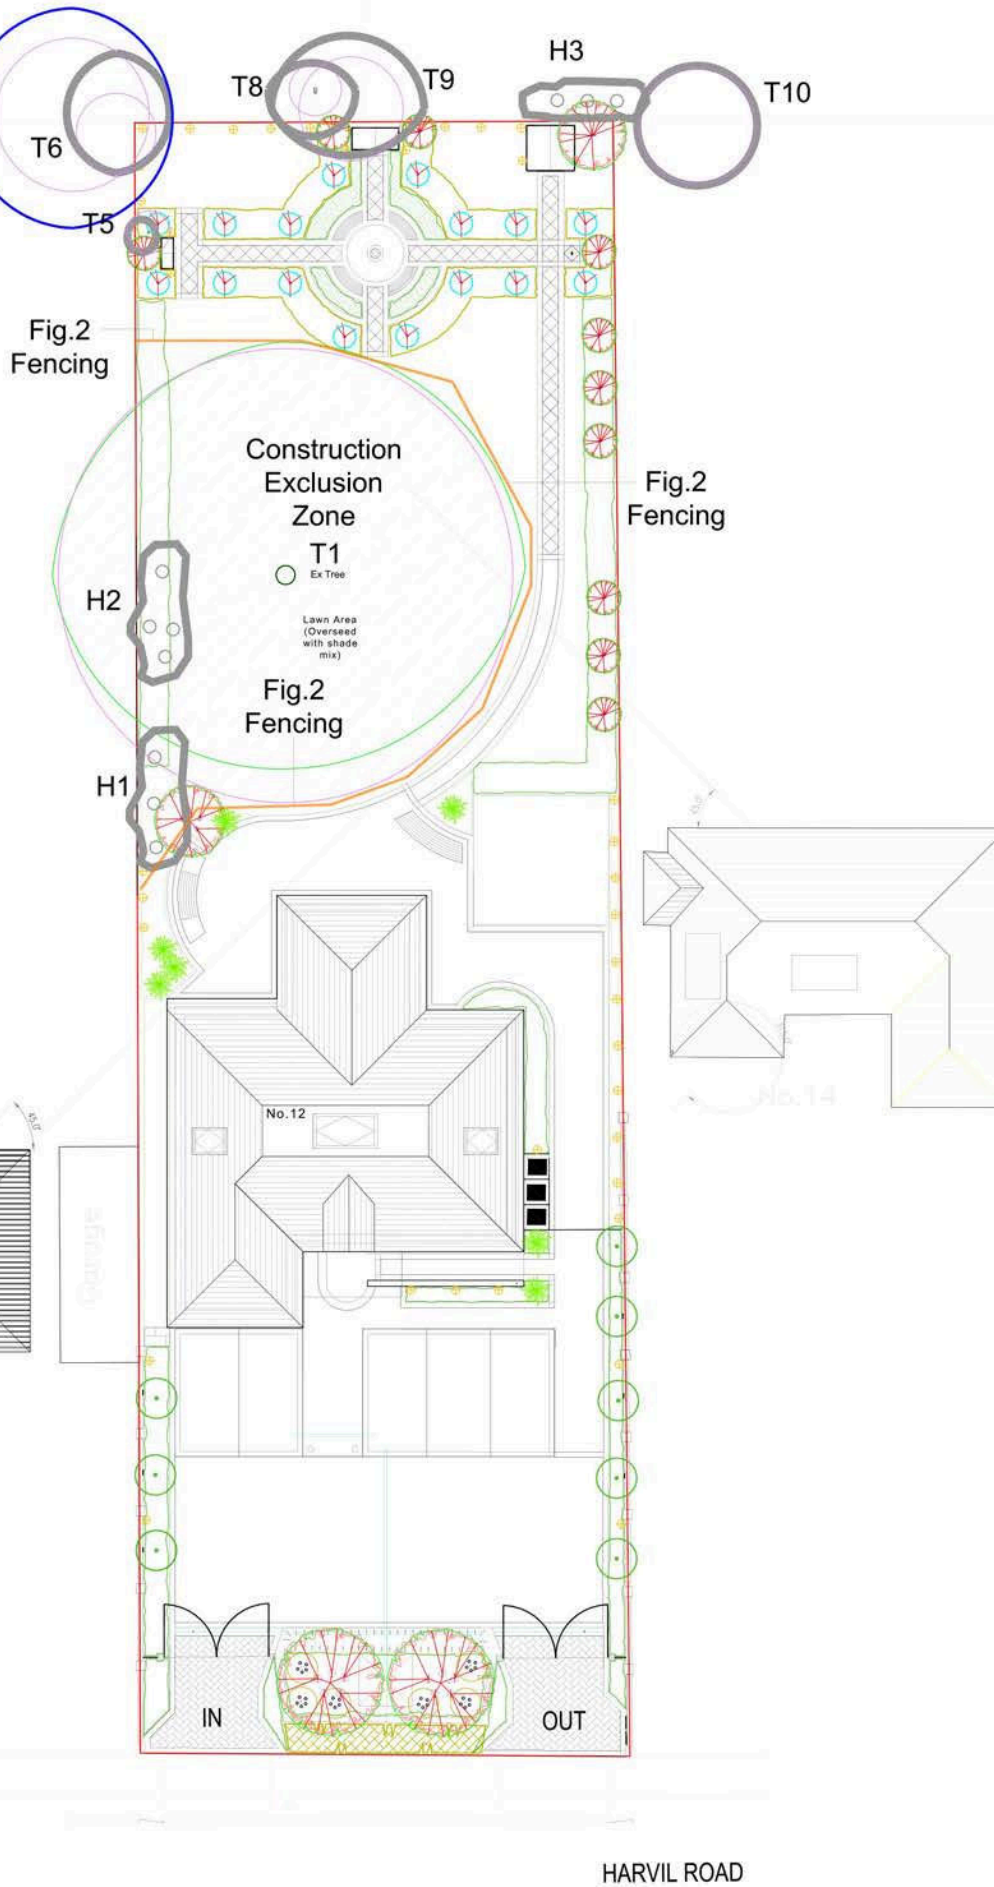 H3
T8
T9
T10
T6
T5
Fig.2
Fencing
Construction
Exclusion
Zone
T1
Ex Tree
Fig.2
Fencing
H2
Lawn Area
(Overseed
with shade
mix)
Fig.2
Fencing
H1
No.14
No.12
45.0°
Garage
IN
OUT
HARVIL ROAD